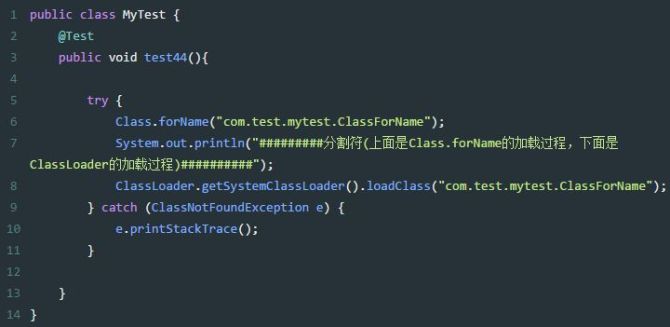 1 public class MyTest {
2 @Test
3 public void test44(){
4
5 try {
6 Class.forName("com.test.mytest.ClassForName");
7 System.out.println("#########分割符(上面是Class.forName的加载过程，下面是
ClassLoader的加载过程)##########");
8 ClassLoader.getSystemClassLoader().loadClass("com.test.mytest.ClassForName");
9 } catch (ClassNotFoundException e) {
10 e.printStackTrace();
11 }
12
13 }
14 }